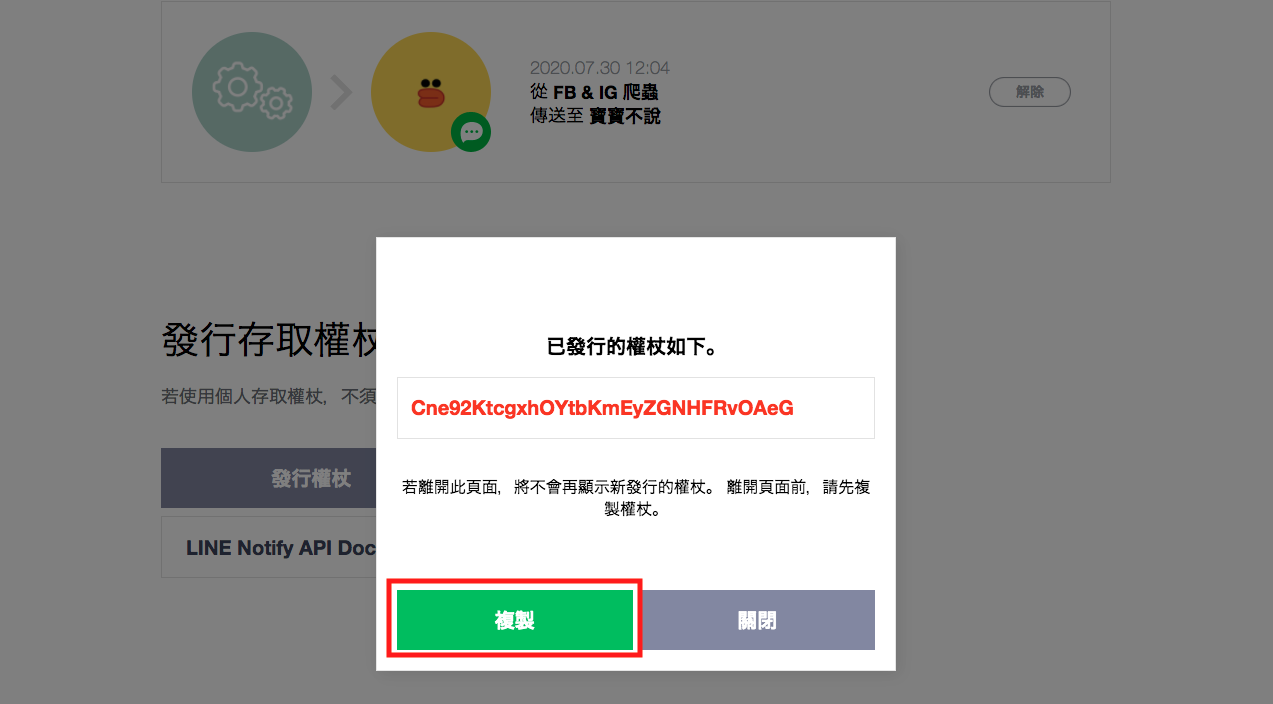 2020.07.30 12:04
從 FB & IG 爬蟲
傳送至 寶寶不說
解除
發行存取權杖
若使用個人存取權杖，不須
發行權杖
LINE Notify API Doc
已發行的權杖如下。
Cne92KtcgxhOYtbKmEyZGNHFRvOAeG
若離開此頁面，將不會再顯示新發行的權杖。 離開頁面前，請先複
製權杖。
複製
關閉